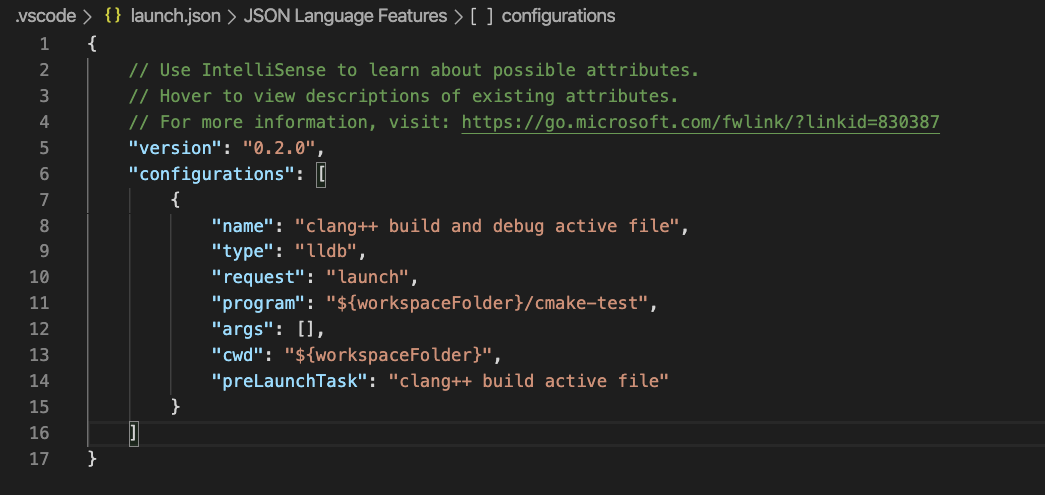 .vscode > {} launch.json > JSON Language Features > [ ] configurations
1 {
2 // Use IntelliSense to learn about possible attributes.
3 // Hover to view descriptions of existing attributes.
4 // For more information, visit: https://go.microsoft.com/fwlink/?linkid=830387
5 "version": "0.2.0",
6 "configurations": [
7 {
8 "name": "clang++ build and debug active file",
9 "type": "lldb",
10 "request": "launch",
11 "program": "${workspaceFolder}/cmake-test",
12 "args": [],
13 "cwd": "${workspaceFolder}",
14 "preLaunchTask": "clang++ build active file"
15 }
16 ]
17 }